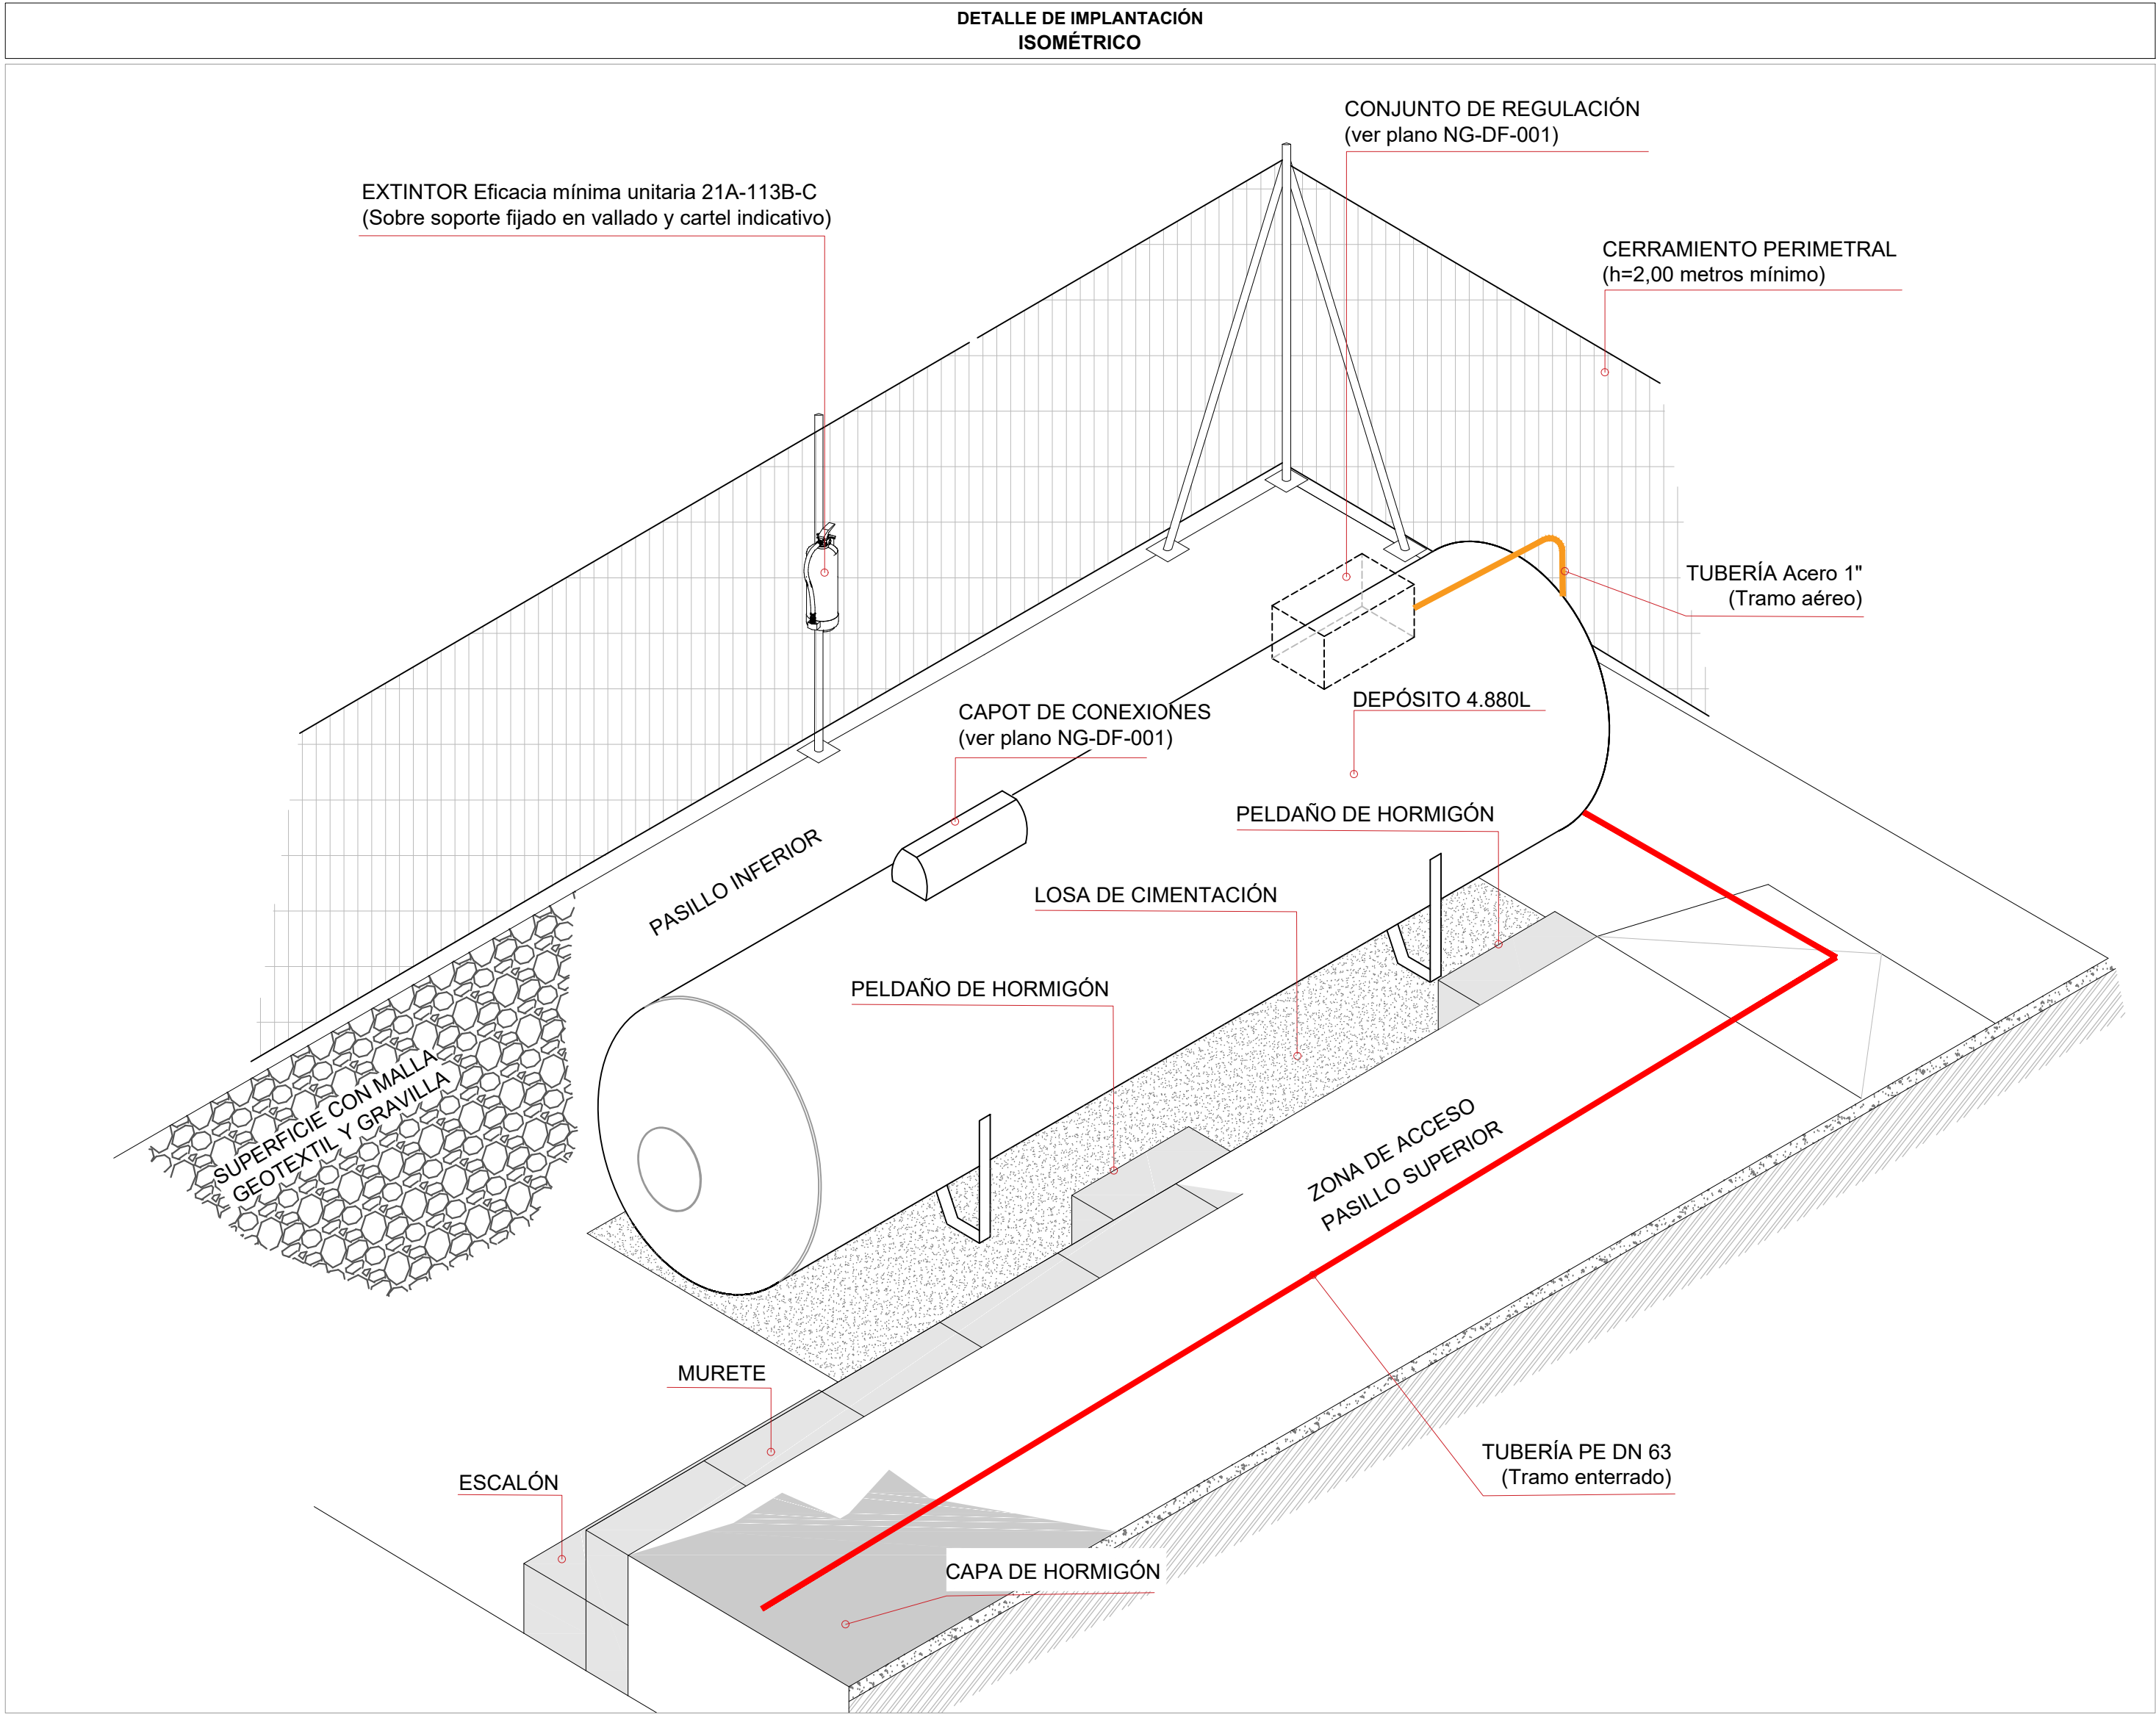 DETALLE DE IMPLANTACIÓN
ISOMÉTRICO
CONJUNTO DE REGULACIÓN
(ver plano NG-DF-001)
EXTINTOR Eficacia mínima unitaria 21A-113B-C
(Sobre soporte fijado en vallado y cartel indicativo)
CERRAMIENTO PERIMETRAL
(h=2,00 metros mínimo)
TUBERÍA Acero 1"
(Tramo aéreo)
CAPOT DE CONEXIONES
(ver plano NG-DF-001)
DEPÓSITO 4.880L
PELDAÑO DE HORMIGÓN
PASILLO INFERIOR
LOSA DE CIMENTACIÓN
PELDAÑO DE HORMIGÓN
SUPERFICIE CON MALLA
GEOTEXTIL Y GRAVILLA
ZONA DE ACCESO
PASILLO SUPERIOR
MURETE
TUBERÍA PE DN 63
(Tramo enterrado)
ESCALÓN
CAPA DE HORMIGÓN